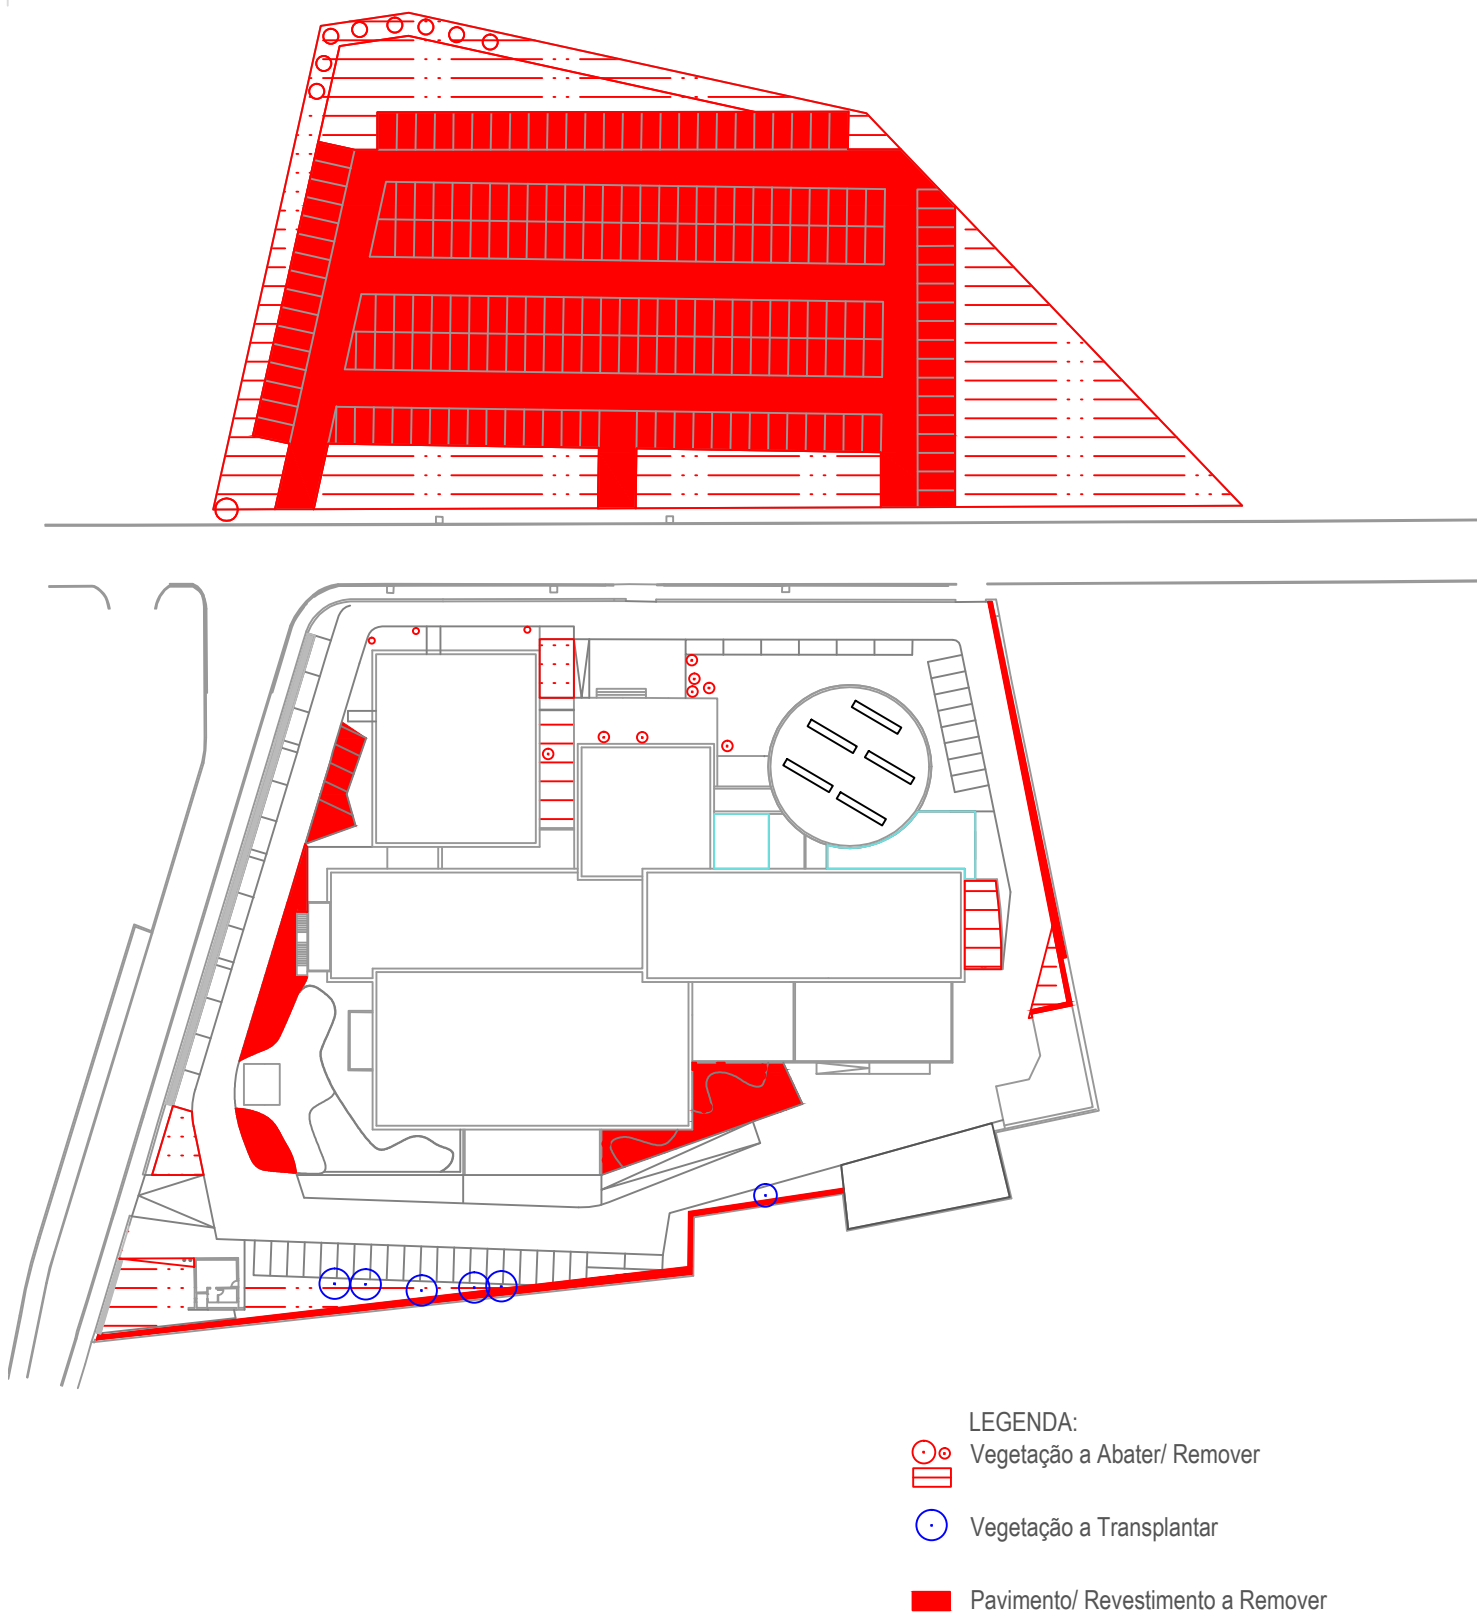 LEGENDA:
Vegetação a Abater/ Remover
Vegetação a Transplantar
Pavimento/ Revestimento a Remover